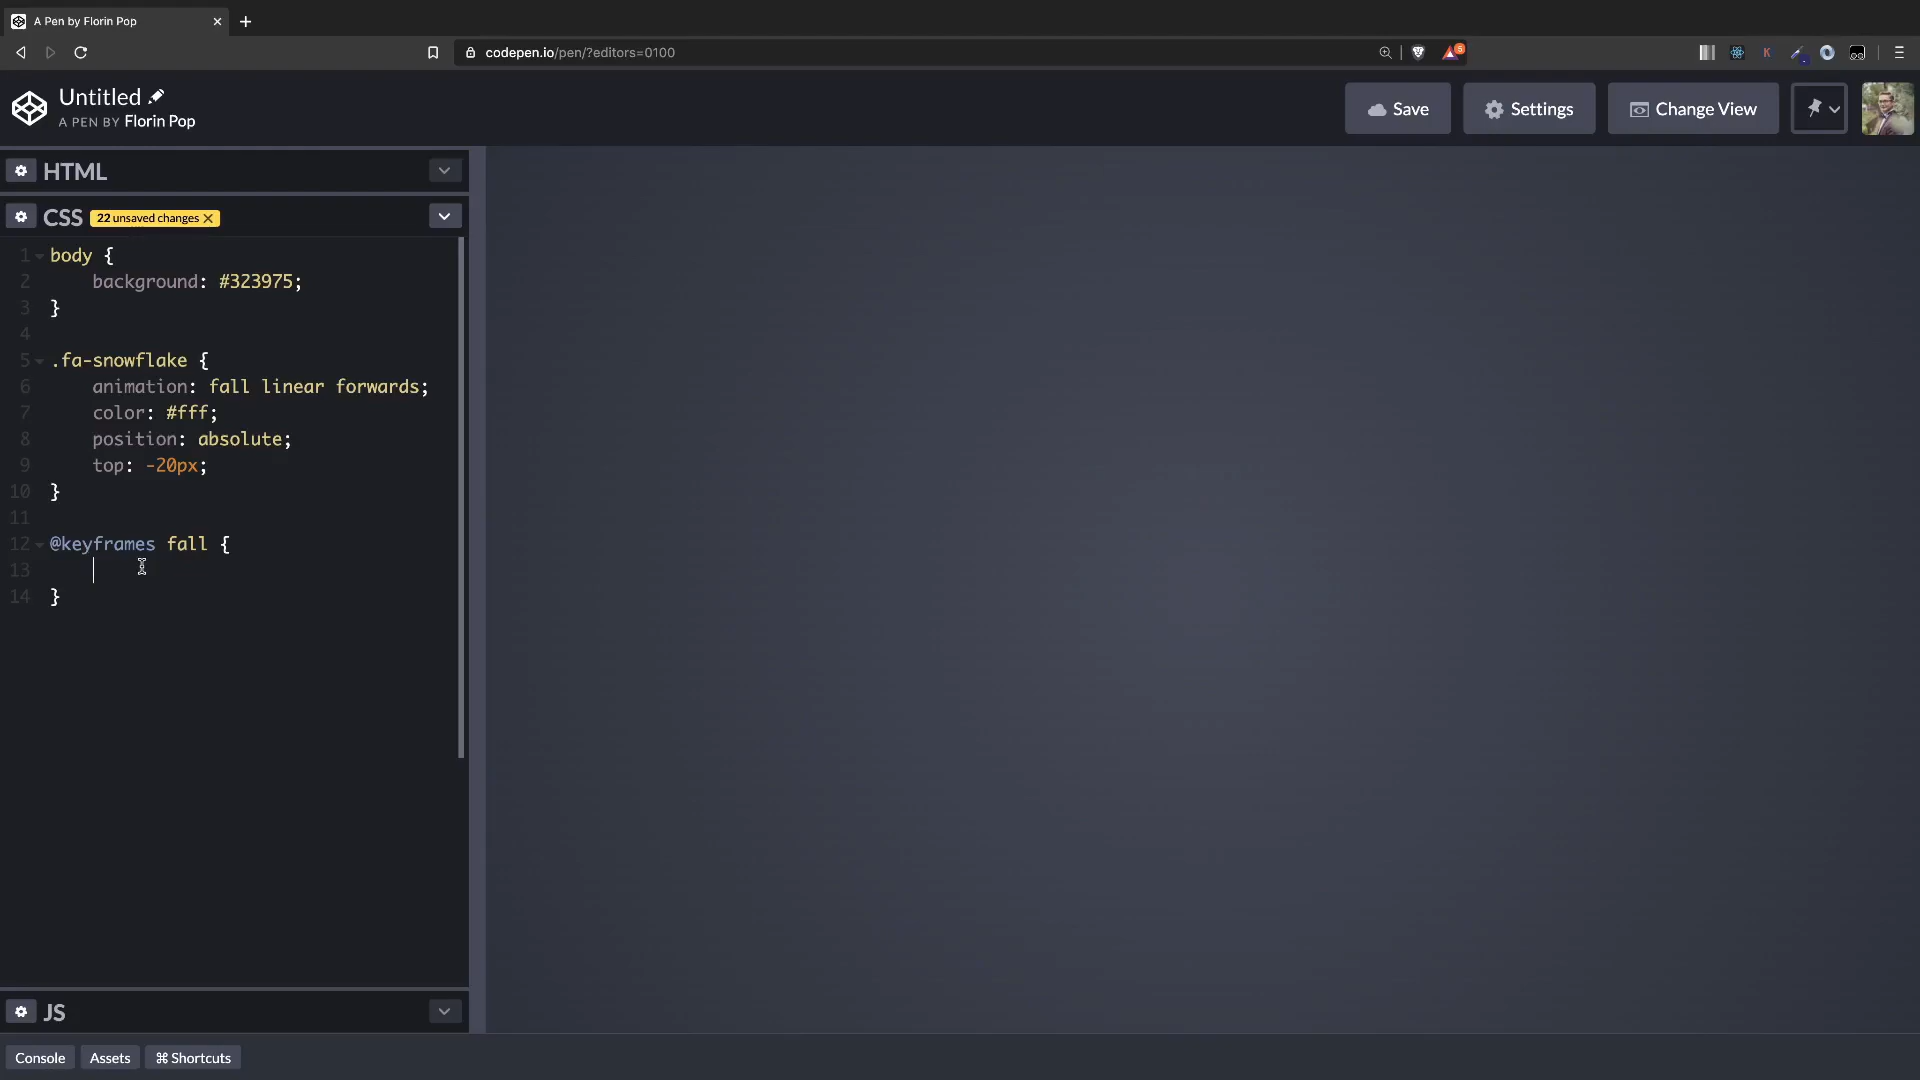 A Pen by Florin Pop
codepen.io/pen/?editors=0100
5
K
Untitled
A PEN BY Florin Pop
Save
Settings
Change View
HTML
CSS
22 unsaved changes
1 body {
2 background: #323975;
3 }
4
5 .fa-snowflake {
6 animation: fall linear forwards;
7 color: #fff;
8 position: absolute;
9 top: -20px;
10 }
11
12 @keyframes fall {
13
14 }
JS
Console
Assets
⌘ Shortcuts